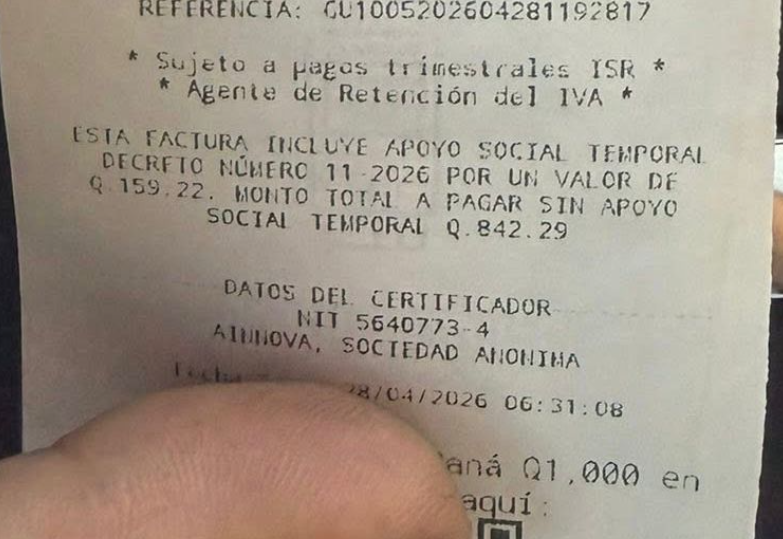 REFERENCIA: GU1005202604281192817
* Sujeto a pagos trimestrales ISR *
* Agente de Retención del IVA *
ESTA FACTURA INCLUYE APOYO SOCIAL TEMPORAL
DECRETO NÚMERO 11-2026 POR UN VALOR DE
Q.159.22. MONTO TOTAL A PAGAR SIN APOYO
SOCIAL TEMPORAL Q.842.29
DATOS DEL CERTIFICADOR
NIT 5640773-4
AINNOVA, SOCIEDAD ANONIMA
Fecha 28/04/2026 06:31:08
aná Q1,000 en
aquí: